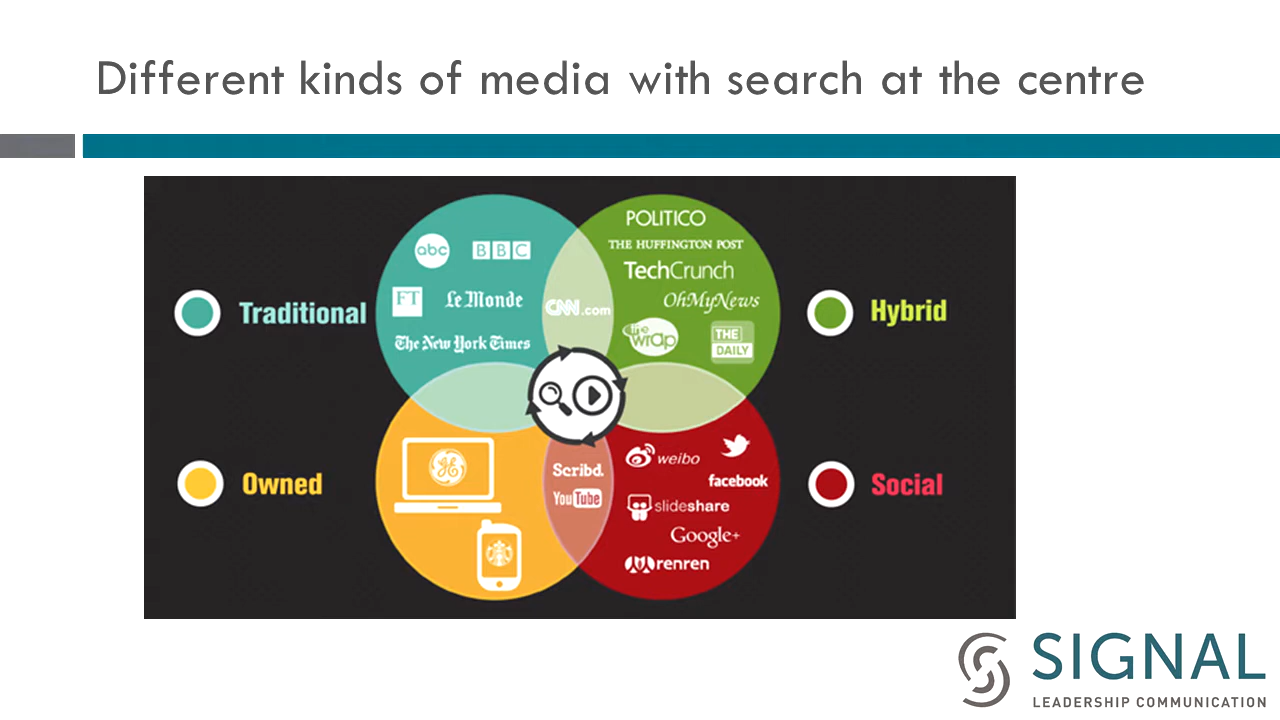 Different kinds of media with search at the centre
Traditional
abc
BBC
FT
Le Monde
The New York Times
CNN.com
POLITICO
THE HUFFINGTON POST
TechCrunch
OhMyNews
the wrap
THE DAILY
Hybrid
Owned
GE
Scribd.
YouTube
weibo
facebook
slideshare
Google+
renren
Social
SIGNAL
LEADERSHIP COMMUNICATION